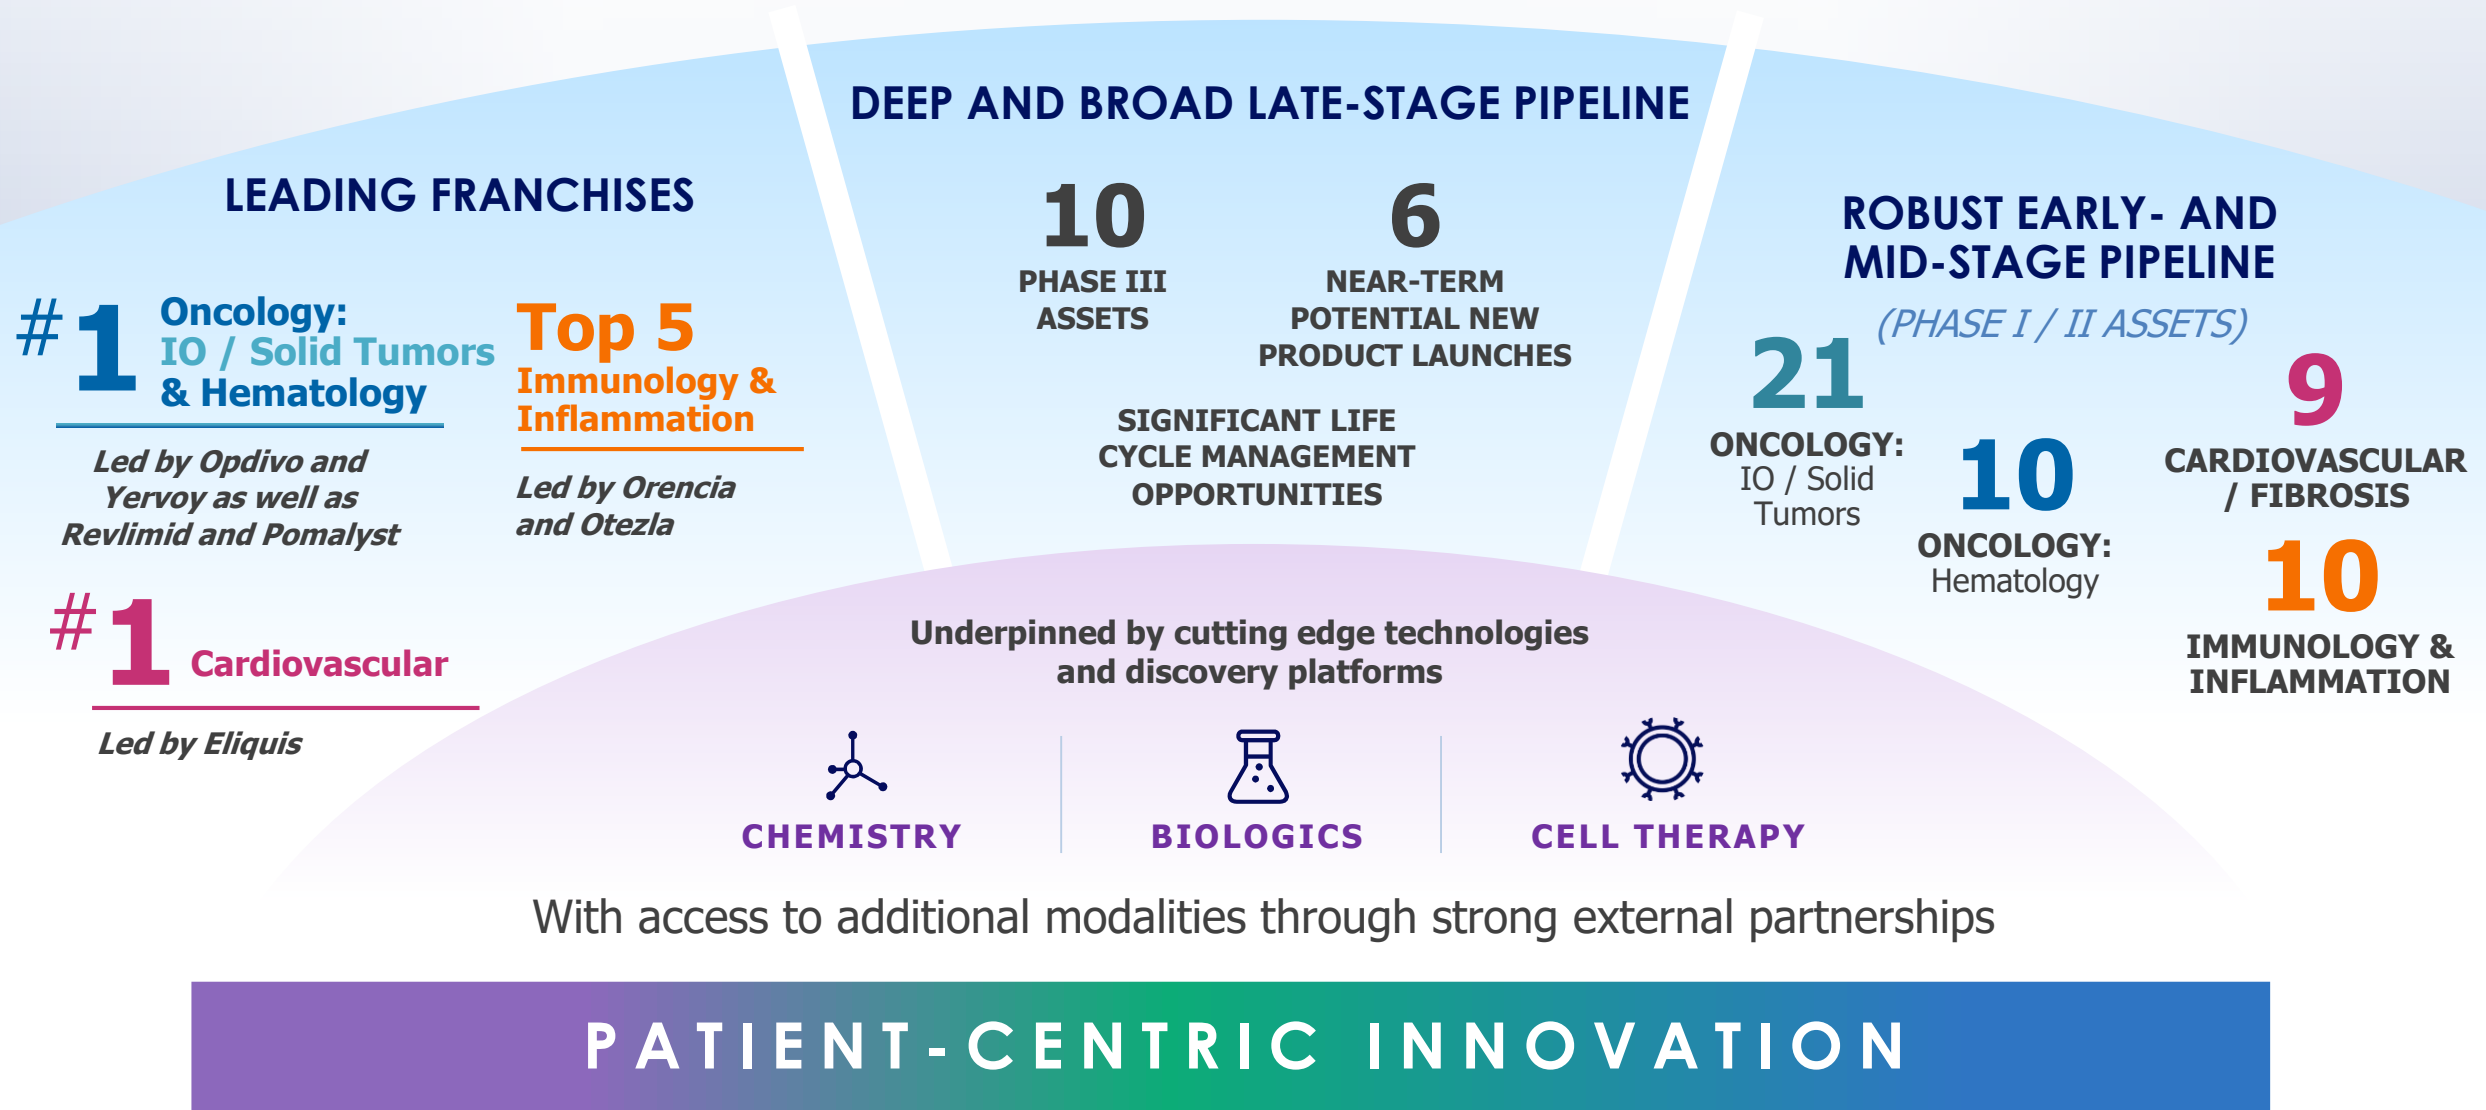 LEADING FRANCHISES
#1
Oncology:
IO / Solid Tumors
& Hematology
Led by Opdivo and
Yervoy as well as
Revlimid and Pomalyst
Top 5
Immunology &
Inflammation
Led by Orencia
and Otezla
#1 Cardiovascular
Led by Eliquis
DEEP AND BROAD LATE-STAGE PIPELINE
10
PHASE III
ASSETS
6
NEAR-TERM
POTENTIAL NEW
PRODUCT LAUNCHES
SIGNIFICANT LIFE
CYCLE MANAGEMENT
OPPORTUNITIES
ROBUST EARLY- AND
MID-STAGE PIPELINE
(PHASE I / II ASSETS)
21
ONCOLOGY:
IO / Solid
Tumors
10
ONCOLOGY:
Hematology
9
CARDIOVASCULAR
/ FIBROSIS
10
IMMUNOLOGY &
INFLAMMATION
Underpinned by cutting edge technologies
and discovery platforms
CHEMISTRY
BIOLOGICS
CELL THERAPY
With access to additional modalities through strong external partnerships
PATIENT-CENTRIC INNOVATION